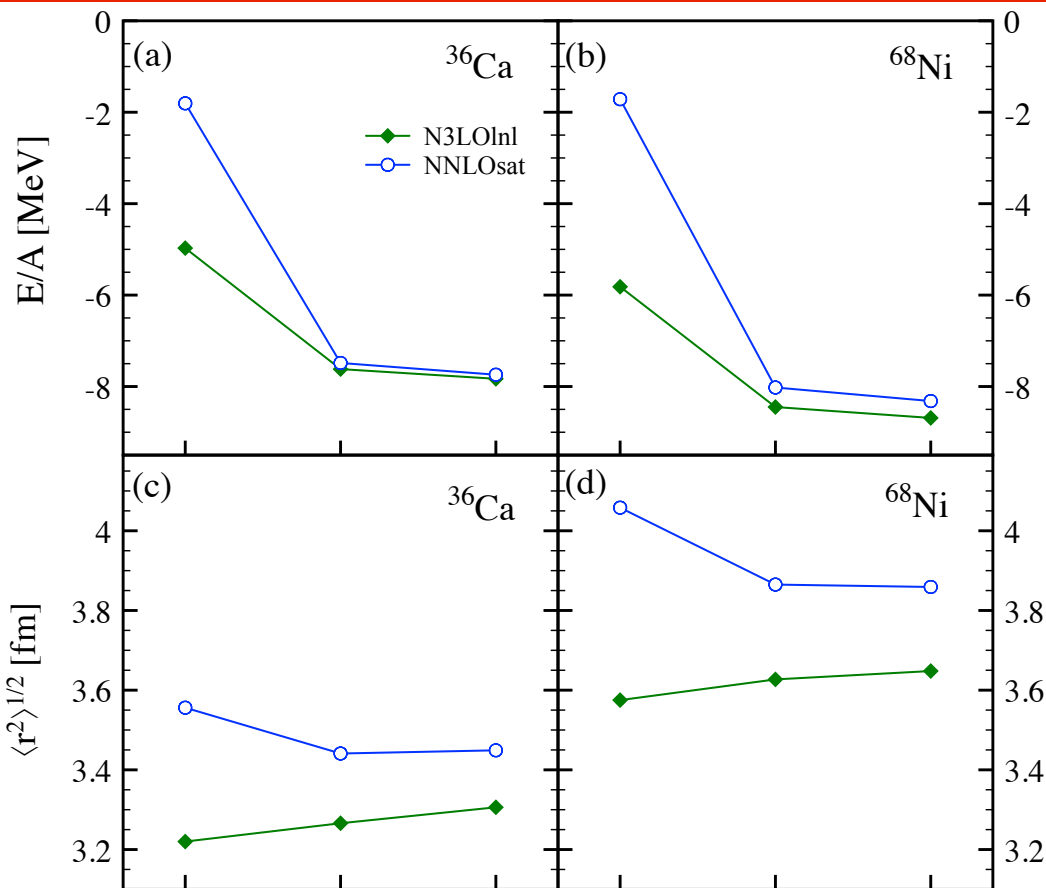 (a) ³⁶Ca
(b) ⁶⁸Ni
N3LOlnl
NNLOsat
E/A [MeV]
0
-2
-4
-6
-8
0
-2
-4
-6
-8
(c) ³⁶Ca
(d) ⁶⁸Ni
⟨r²⟩¹/² [fm]
4
3.8
3.6
3.4
3.2
4
3.8
3.6
3.4
3.2